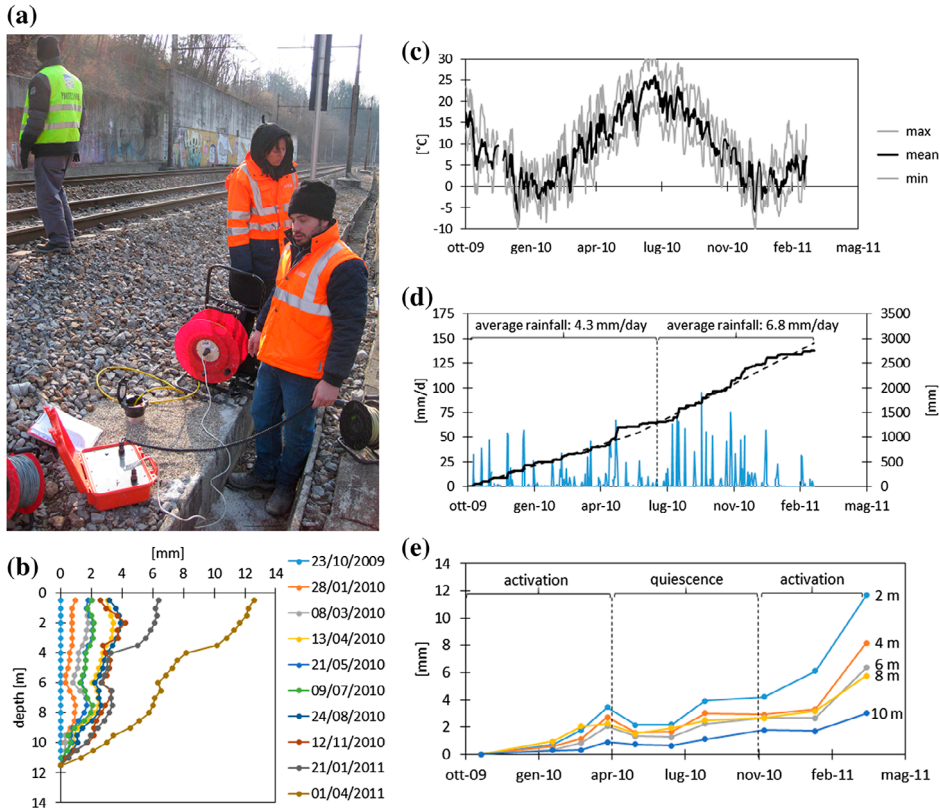 (a)
(b)
[mm]
0 2 4 6 8 10 12 14
0
2
4
6
8
10
12
14
depth [m]
23/10/2009
28/01/2010
08/03/2010
13/04/2010
21/05/2010
09/07/2010
24/08/2010
12/11/2010
21/01/2011
01/04/2011
(c)
[°C]
30
25
20
15
10
5
0
-5
-10
ott-09 gen-10 apr-10 lug-10 nov-10 feb-11 mag-11
max
mean
min
(d)
[mm/d]
175
150
125
100
75
50
25
0
average rainfall: 4.3 mm/day
average rainfall: 6.8 mm/day
3500
3000
2500
2000
1500
1000
500
0
[mm]
ott-09 gen-10 apr-10 lug-10 nov-10 feb-11 mag-11
(e)
[mm]
14
12
10
8
6
4
2
0
activation
quiescence
activation
2 m
4 m
6 m
8 m
10 m
ott-09 gen-10 apr-10 lug-10 nov-10 feb-11 mag-11